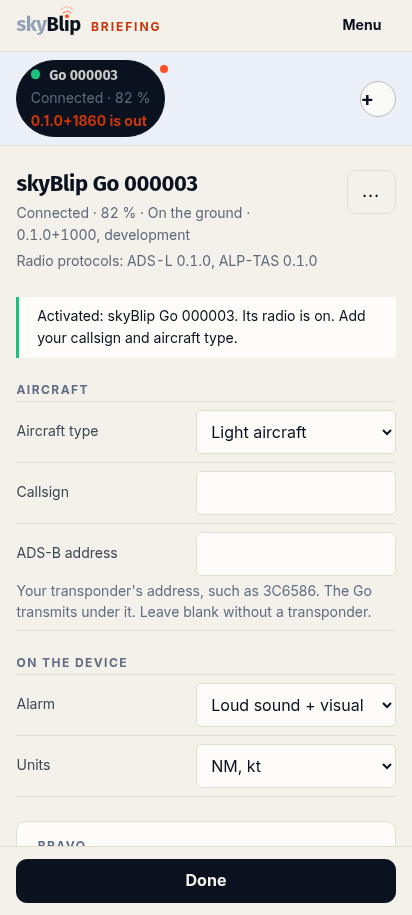 skyBlip BRIEFING
Menu
Go 000003
Connected · 82 %
0.1.0+1860 is out
+
skyBlip Go 000003
...
Connected · 82 % · On the ground ·
0.1.0+1000, development
Radio protocols: ADS-L 0.1.0, ALP-TAS 0.1.0
Activated: skyBlip Go 000003. Its radio is on. Add
your callsign and aircraft type.
AIRCRAFT
Aircraft type
Light aircraft
Callsign
ADS-B address
Your transponder's address, such as 3C6586. The Go
transmits under it. Leave blank without a transponder.
ON THE DEVICE
Alarm
Loud sound + visual
Units
NM, kt
BRAVO
Done